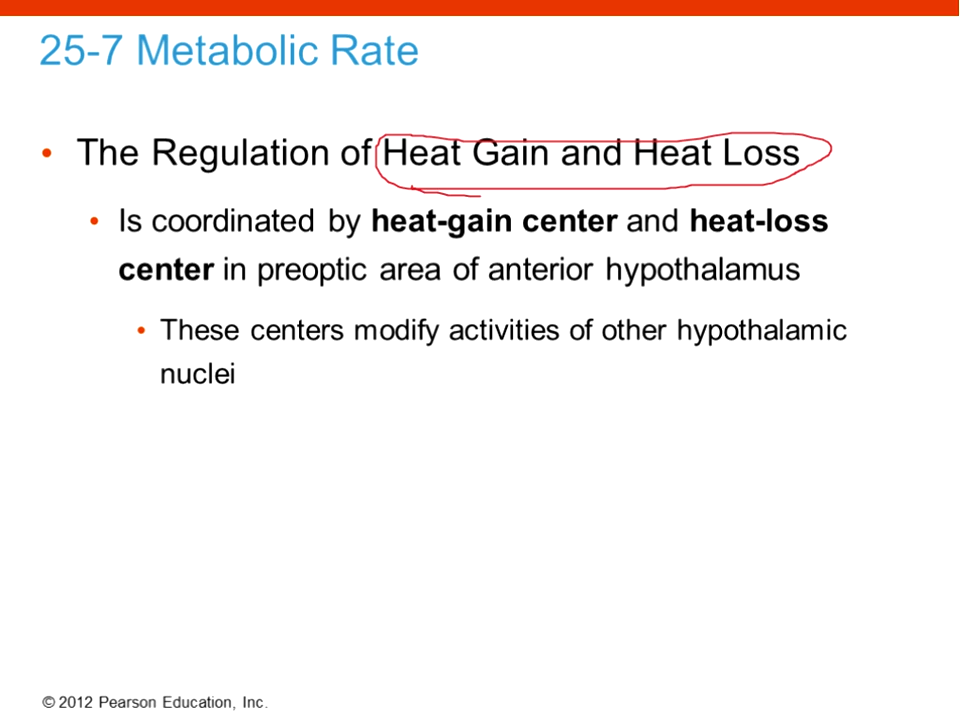 25-7 Metabolic Rate
• The Regulation of Heat Gain and Heat Loss
• Is coordinated by heat-gain center and heat-loss
center in preoptic area of anterior hypothalamus
• These centers modify activities of other hypothalamic
nuclei
© 2012 Pearson Education, Inc.